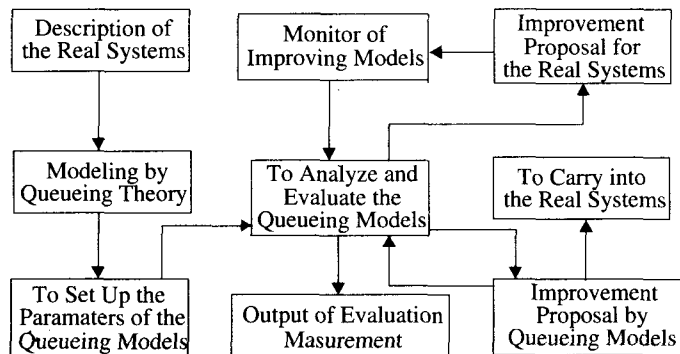 Description of
the Real Systems
Monitor of
Improving Models
Improvement
Proposal for
the Real Systems
Modeling by
Queueing Theory
To Analyze and
Evaluate the
Queueing Models
To Carry into
the Real Systems
To Set Up the
Paramaters of the
Queueing Models
Output of Evaluation
Masurement
Improvement
Proposal by
Queueing Models